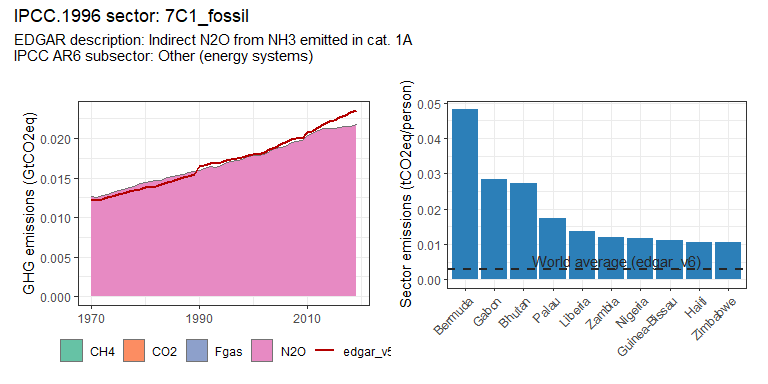 IPCC.1996 sector: 7C1_fossil
EDGAR description: Indirect N2O from NH3 emitted in cat. 1A
IPCC AR6 subsector: Other (energy systems)
GHG emissions (GtCO2eq)
0.020
0.015
0.010
0.005
0.000
1970
1990
2010
CH4
CO2
Fgas
N2O
edgar_v5
Sector emissions (tCO2eq/person)
0.05
0.04
0.03
0.02
0.01
0.00
World average (edgar_v6)
Bermuda
Gabon
Bhutan
Palau
Liberia
Zambia
Nigeria
Guinea-Bissau
Haiti
Zimbabwe